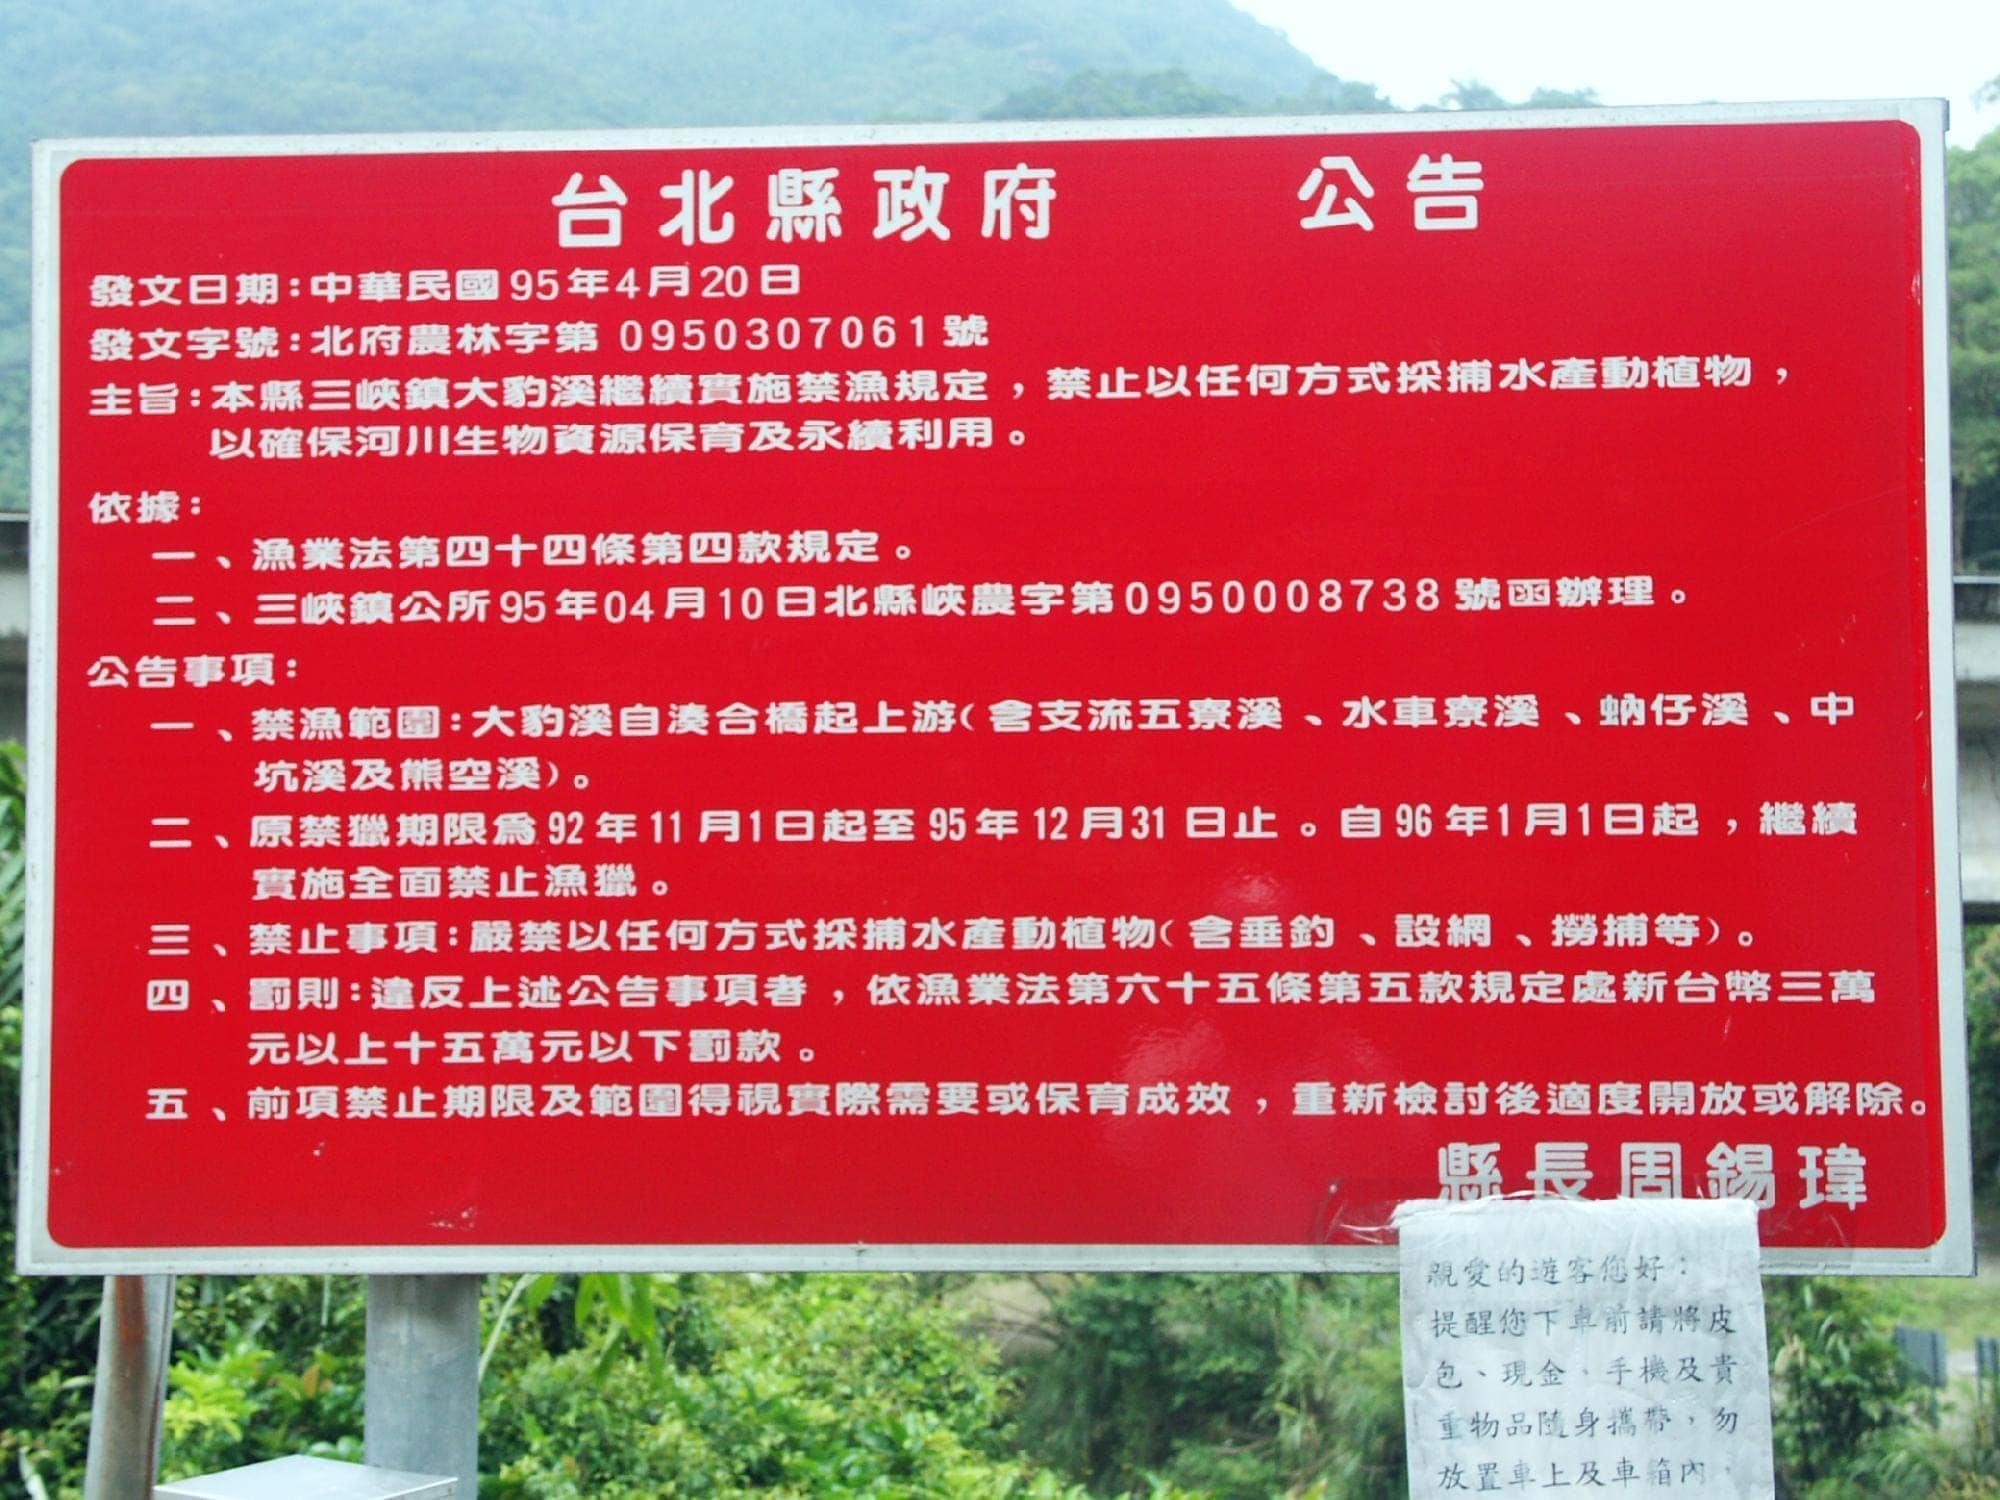 台北縣政府 公告
發文日期：中華民國95年4月20日
發文字號：北府農林字第 0950307061 號
主旨：本縣三峽鎮大豹溪繼續實施禁漁規定，禁止以任何方式採捕水產動植物，
以確保河川生物資源保育及永續利用。
依據：
一、漁業法第四十四條第四款規定。
二、三峽鎮公所95年04月10日北縣峽農字第0950008738號函辦理。
公告事項：
一、禁漁範圍：大豹溪自湊合橋起上游（含支流五寮溪、水車寮溪、蚋仔溪、中
坑溪及熊空溪）。
二、原禁獵期限為92年11月1日起至95年12月31日止。自96年1月1日起，繼續
實施全面禁止漁獵。
三、禁止事項：嚴禁以任何方式採捕水產動植物（含垂釣、設網、撈捕等）。
四、罰則：違反上述公告事項者，依漁業法第六十五條第五款規定處新台幣三萬
元以上十五萬元以下罰款。
五、前項禁止期限及範圍得視實際需要或保育成效，重新檢討後適度開放或解除。
縣長周錫瑋
親愛的遊客您好：
提醒您下車前請將皮
包、現金、手機及貴
重物品隨身攜帶，勿
放置車上及車箱內，